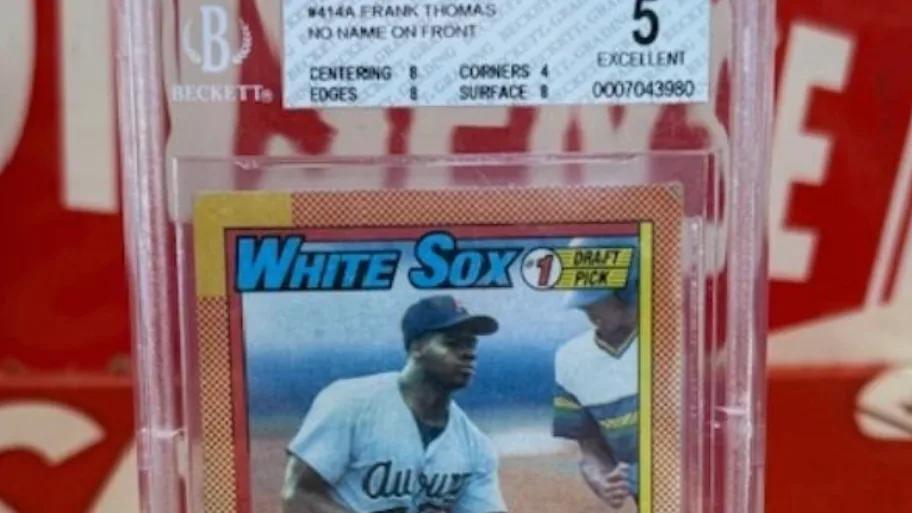 #414A FRANK THOMAS
NO NAME ON FRONT
CENTERING 8 CORNERS 4
EDGES 8 SURFACE 8
5
EXCELLENT
0007043980
B
BECKETT®
WHITE SOX #1 DRAFT PICK